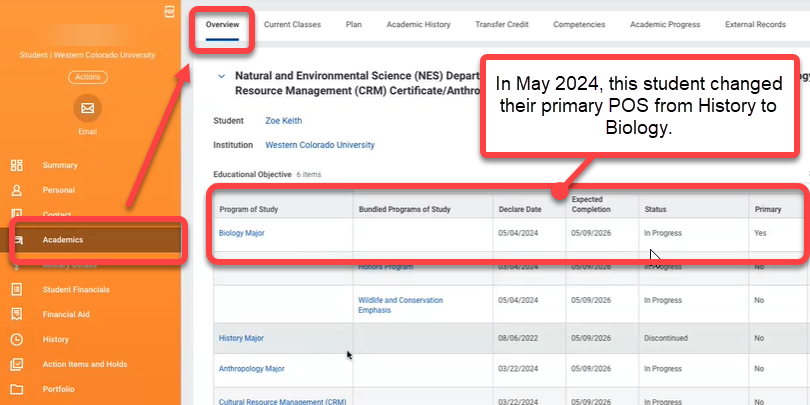 PDF
Student | Western Colorado University
Actions
Email
Summary
Personal
Contact
Academics
Military Details
Student Financials
Financial Aid
History
Action Items and Holds
Portfolio
Overview Current Classes Plan Academic History Transfer Credit Competencies Academic Progress External Records
Natural and Environmental Science (NES) Depart
Resource Management (CRM) Certificate/Anthrop
In May 2024, this student changed
their primary POS from History to
Biology.
Student Zoe Keith
Institution Western Colorado University
Educational Objective 6 items
Program of Study Bundled Programs of Study Declare Date Expected Completion Status Primary
Biology Major 05/04/2024 05/09/2026 In Progress Yes
Honors Program 03/04/2024 05/09/2026 In Progress No
Wildlife and Conservation Emphasis 05/04/2024 05/09/2026 In Progress No
History Major 08/06/2022 05/09/2026 Discontinued No
Anthropology Major 03/22/2024 05/09/2026 In Progress No
Cultural Resource Management (CRM) 03/22/2024 05/09/2026 In Progress No